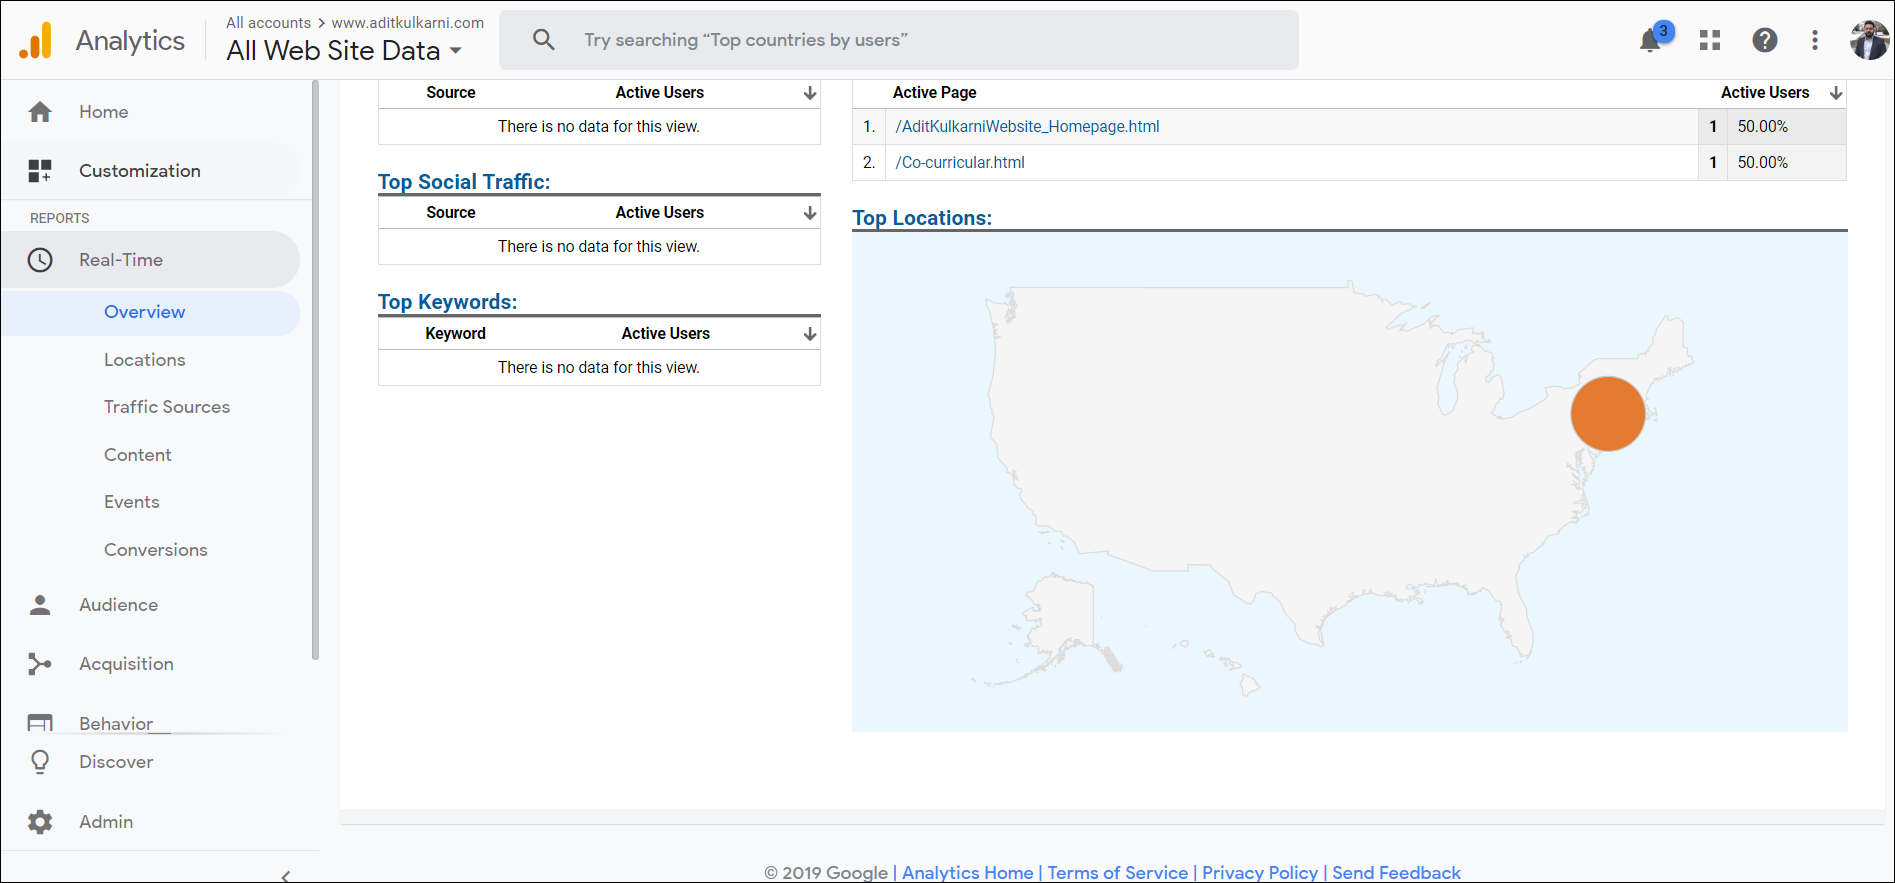 Analytics
All accounts > www.aditkulkarni.com
All Web Site Data
Try searching “Top countries by users”
3
Home
Customization
REPORTS
Real-Time
Overview
Locations
Traffic Sources
Content
Events
Conversions
Audience
Acquisition
Behavior
Discover
Admin
Source Active Users
There is no data for this view.
Top Social Traffic:
Source Active Users
There is no data for this view.
Top Keywords:
Keyword Active Users
There is no data for this view.
Active Page Active Users
1. /AditKulkarniWebsite_Homepage.html 1 50.00%
2. /Co-curricular.html 1 50.00%
Top Locations:
© 2019 Google | Analytics Home | Terms of Service | Privacy Policy | Send Feedback